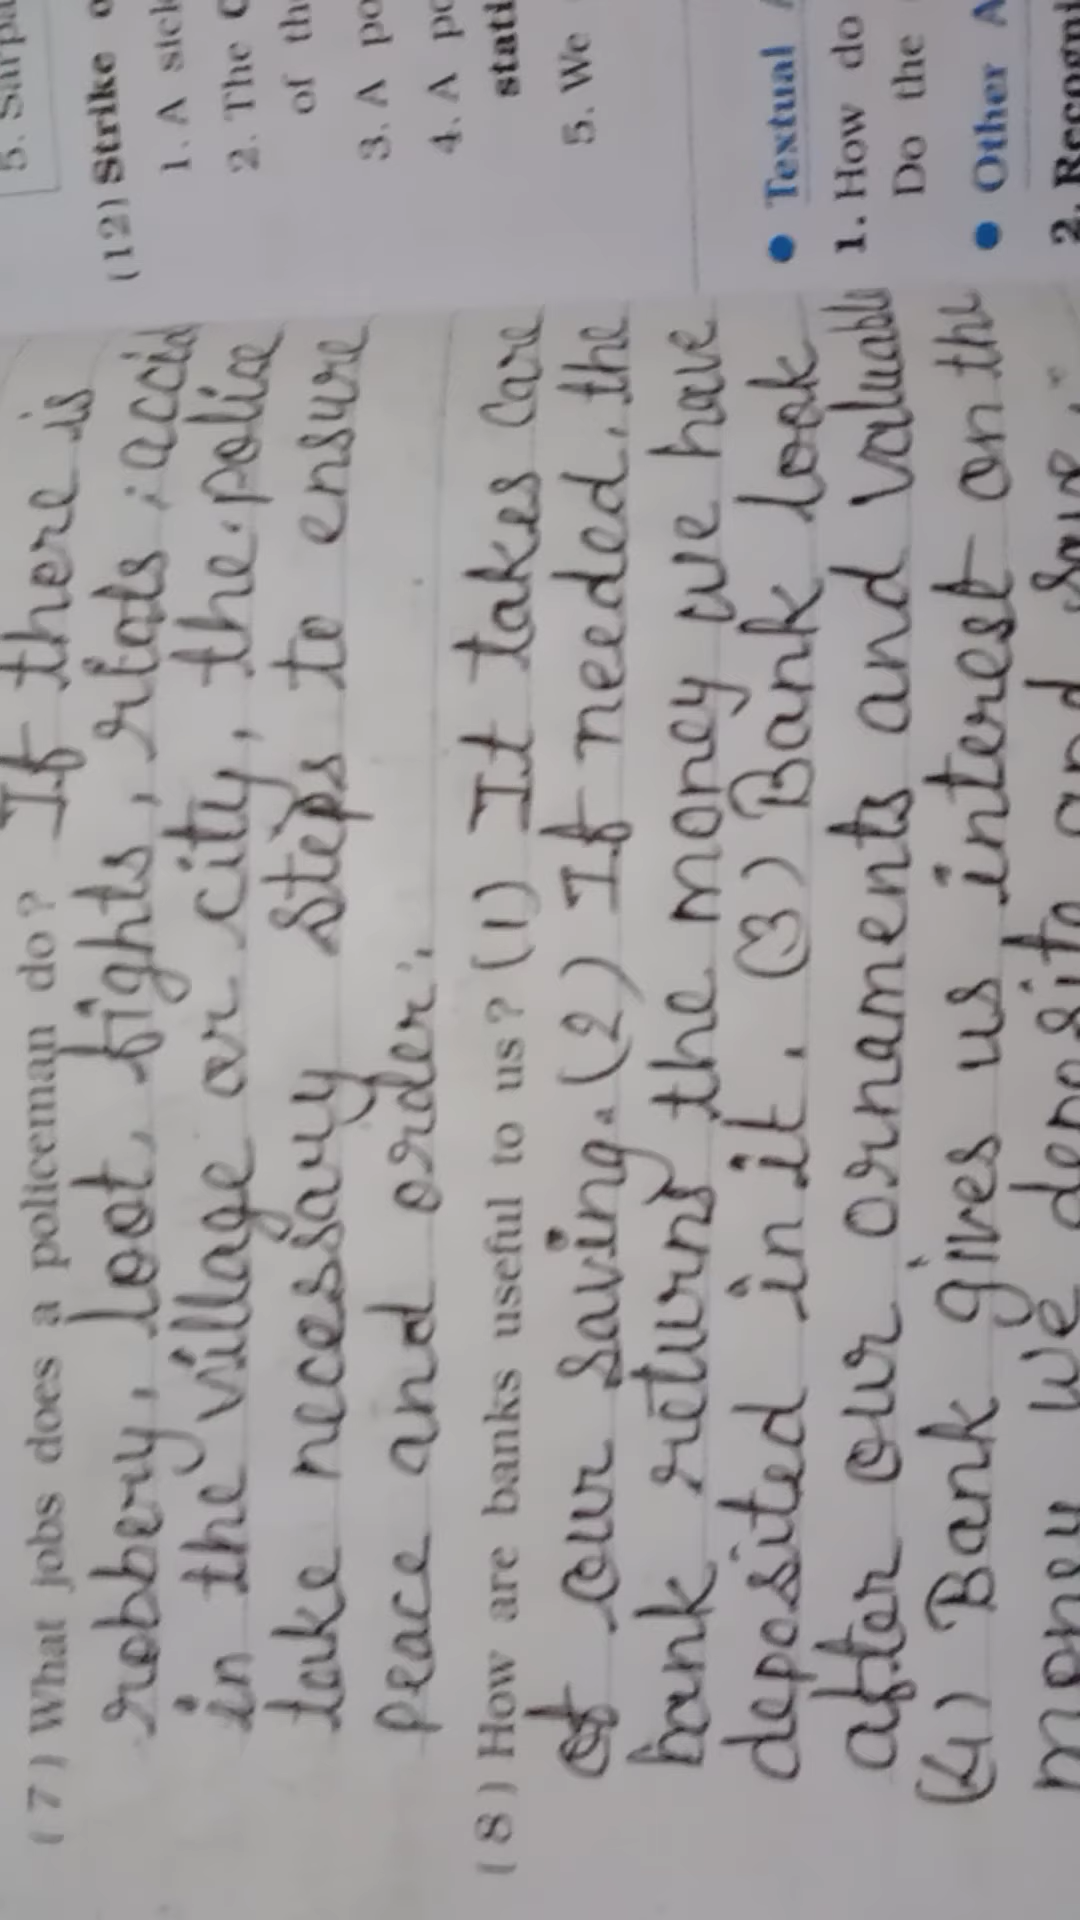 (7) What jobs does a policeman do? If there is
robbery, loot, fights, riots, accid
in the village or city, the police
take necessary steps to ensure
peace and order.
(8) How are banks useful to us? (1) It takes care
of our saving. (2) If needed, the
bank returns the money we have
deposited in it. (3) Bank look
after our ornaments and valuable
(4) Bank gives us interest on the
money we deposite and save.
5. Sarpa
(12) Strike o
1. A sick
2. The c
of the
3. A po
4. A po
stati
5. We
• Textual A
1. How do
Do the
• Other A
2. Recogni